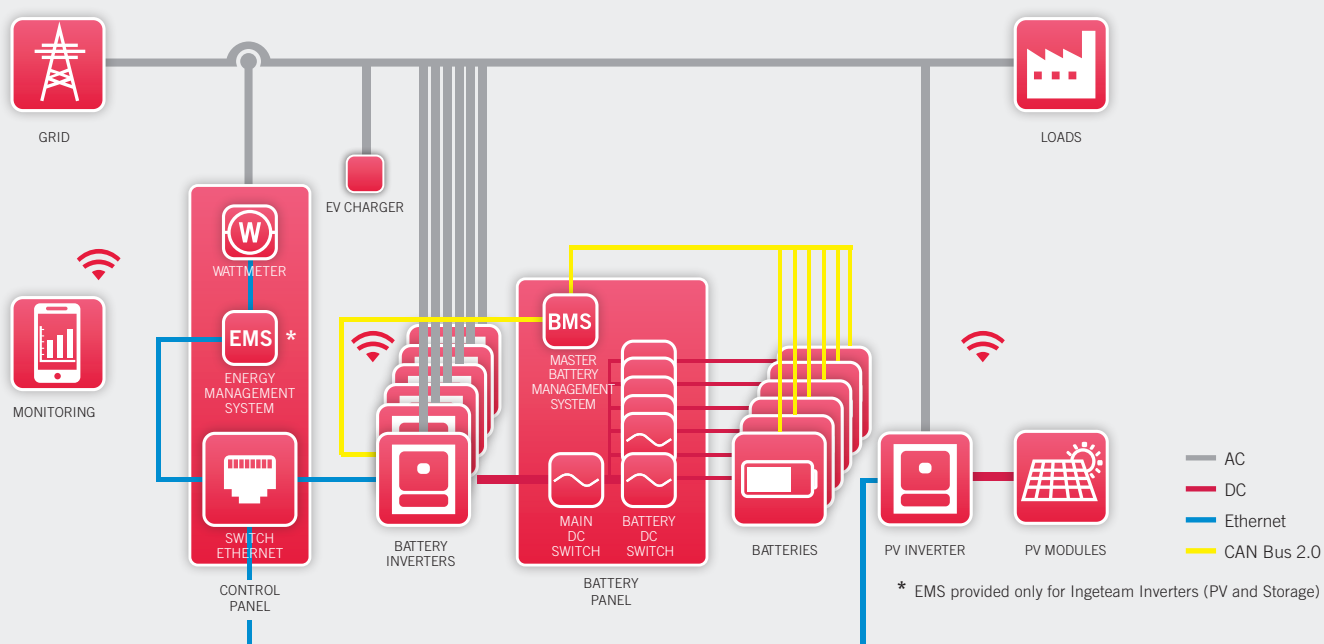 GRID
LOADS
EV CHARGER
W
WATTMETER
EMS *
ENERGY
MANAGEMENT
SYSTEM
MONITORING
SWITCH
ETHERNET
CONTROL
PANEL
BATTERY
INVERTERS
BMS
MASTER
BATTERY
MANAGEMENT
SYSTEM
MAIN
DC
SWITCH
BATTERY
DC
SWITCH
BATTERY
PANEL
BATTERIES
PV INVERTER
PV MODULES
AC
DC
Ethernet
CAN Bus 2.0
* EMS provided only for Ingeteam Inverters (PV and Storage)